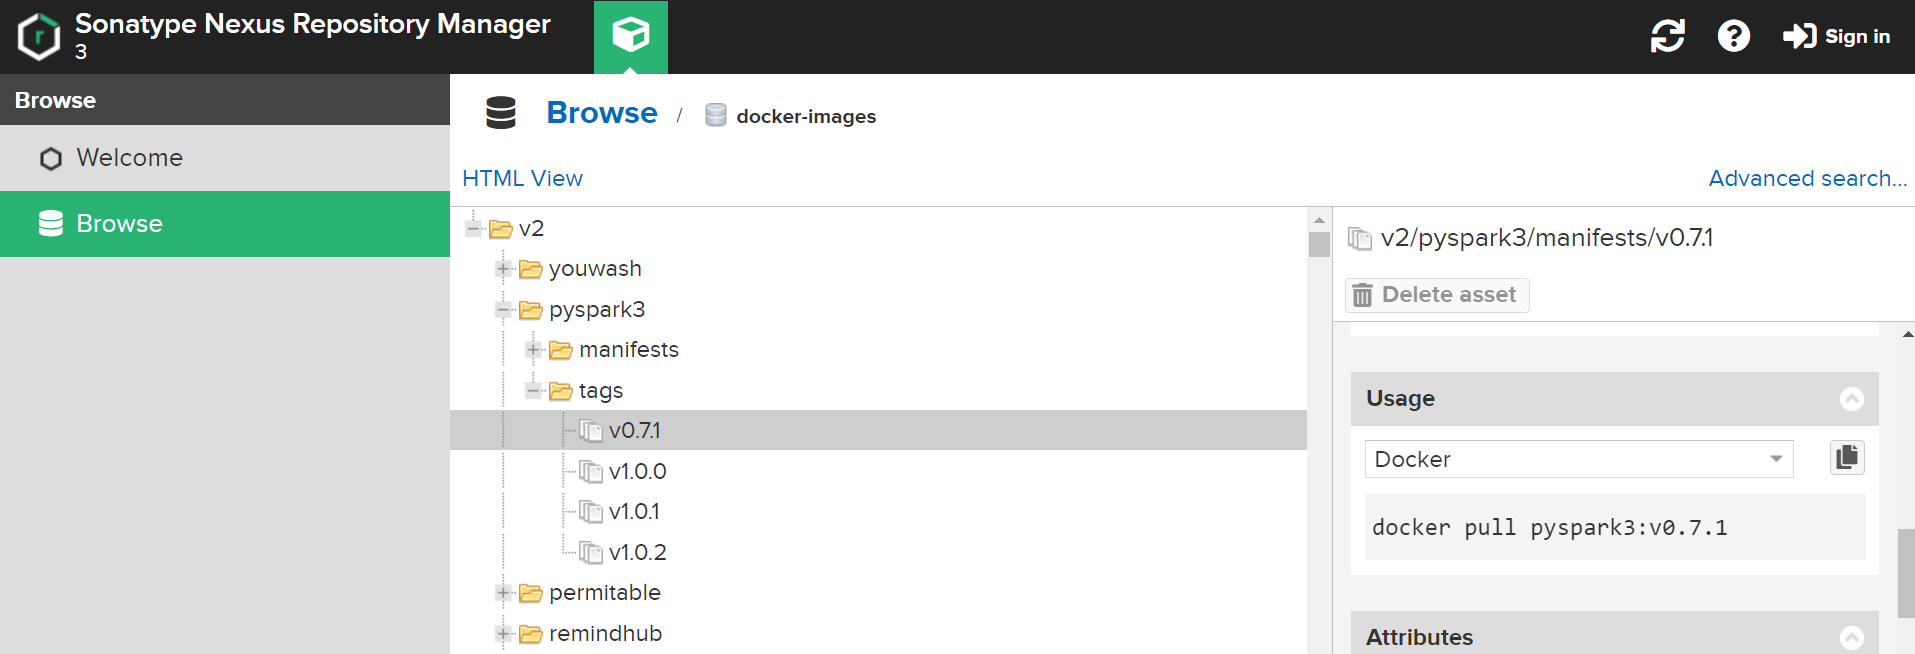 Sonatype Nexus Repository Manager
3
Sign in
Browse
Welcome
Browse
Browse / docker-images
HTML View
Advanced search...
v2
youwash
pyspark3
manifests
tags
v0.7.1
v1.0.0
v1.0.1
v1.0.2
permitable
remindhub
v2/pyspark3/manifests/v0.7.1
Delete asset
Usage
Docker
docker pull pyspark3:v0.7.1
Attributes